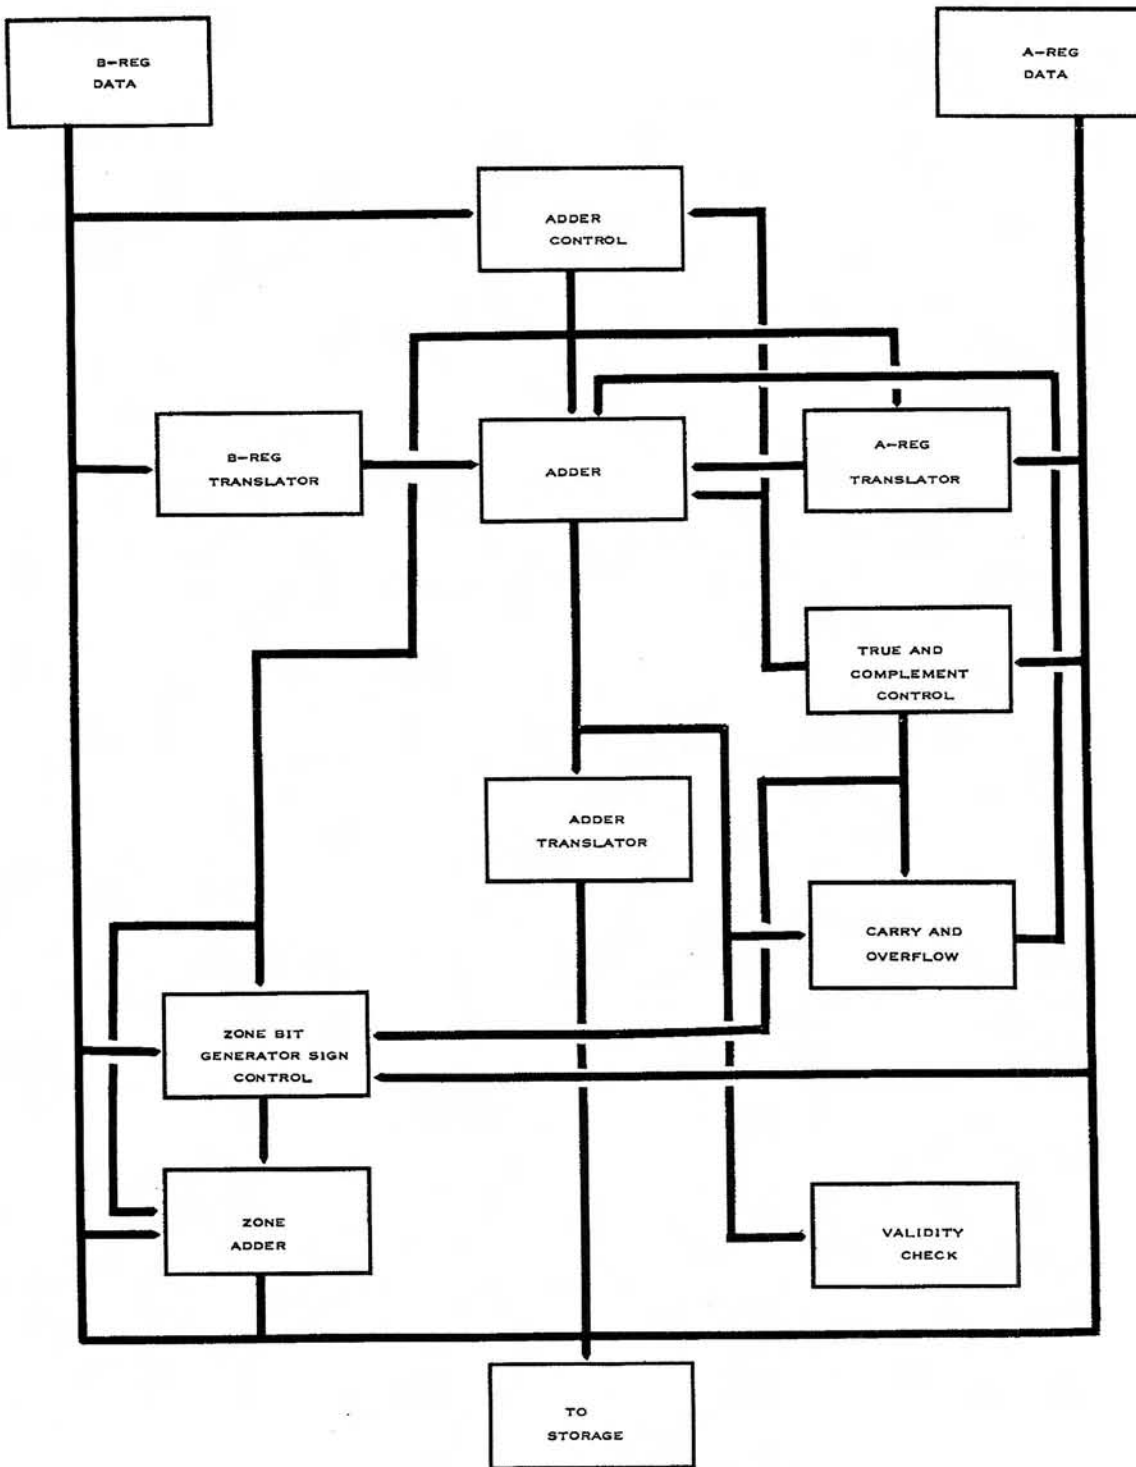 B-REG
DATA
A-REG
DATA
ADDER
CONTROL
B-REG
TRANSLATOR
ADDER
A-REG
TRANSLATOR
TRUE AND
COMPLEMENT
CONTROL
ADDER
TRANSLATOR
CARRY AND
OVERFLOW
ZONE BIT
GENERATOR SIGN
CONTROL
ZONE
ADDER
VALIDITY
CHECK
TO
STORAGE